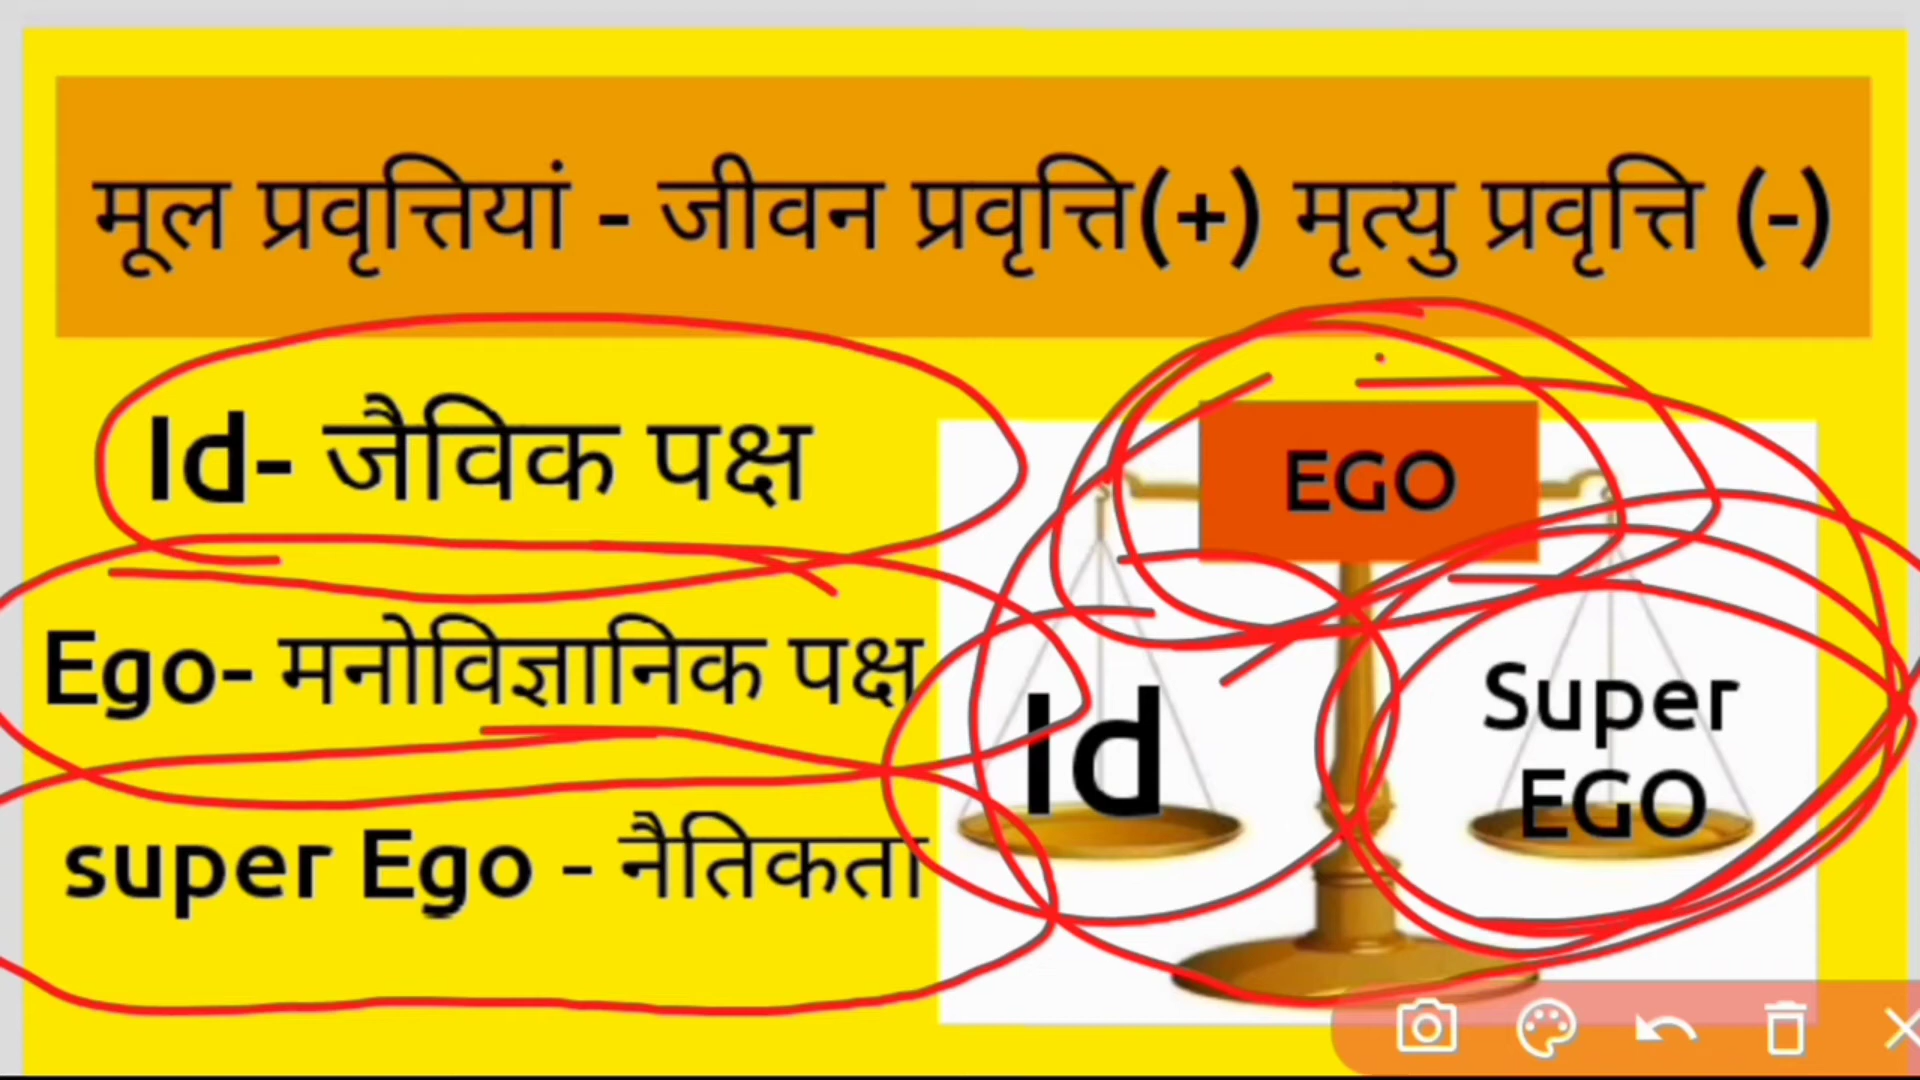 मूल प्रवृत्तियां - जीवन प्रवृत्ति(+) मृत्यु प्रवृत्ति (-)
Id- जैविक पक्ष
Ego- मनोविज्ञानिक पक्ष
super Ego - नैतिकता
EGO
Id
Super
EGO